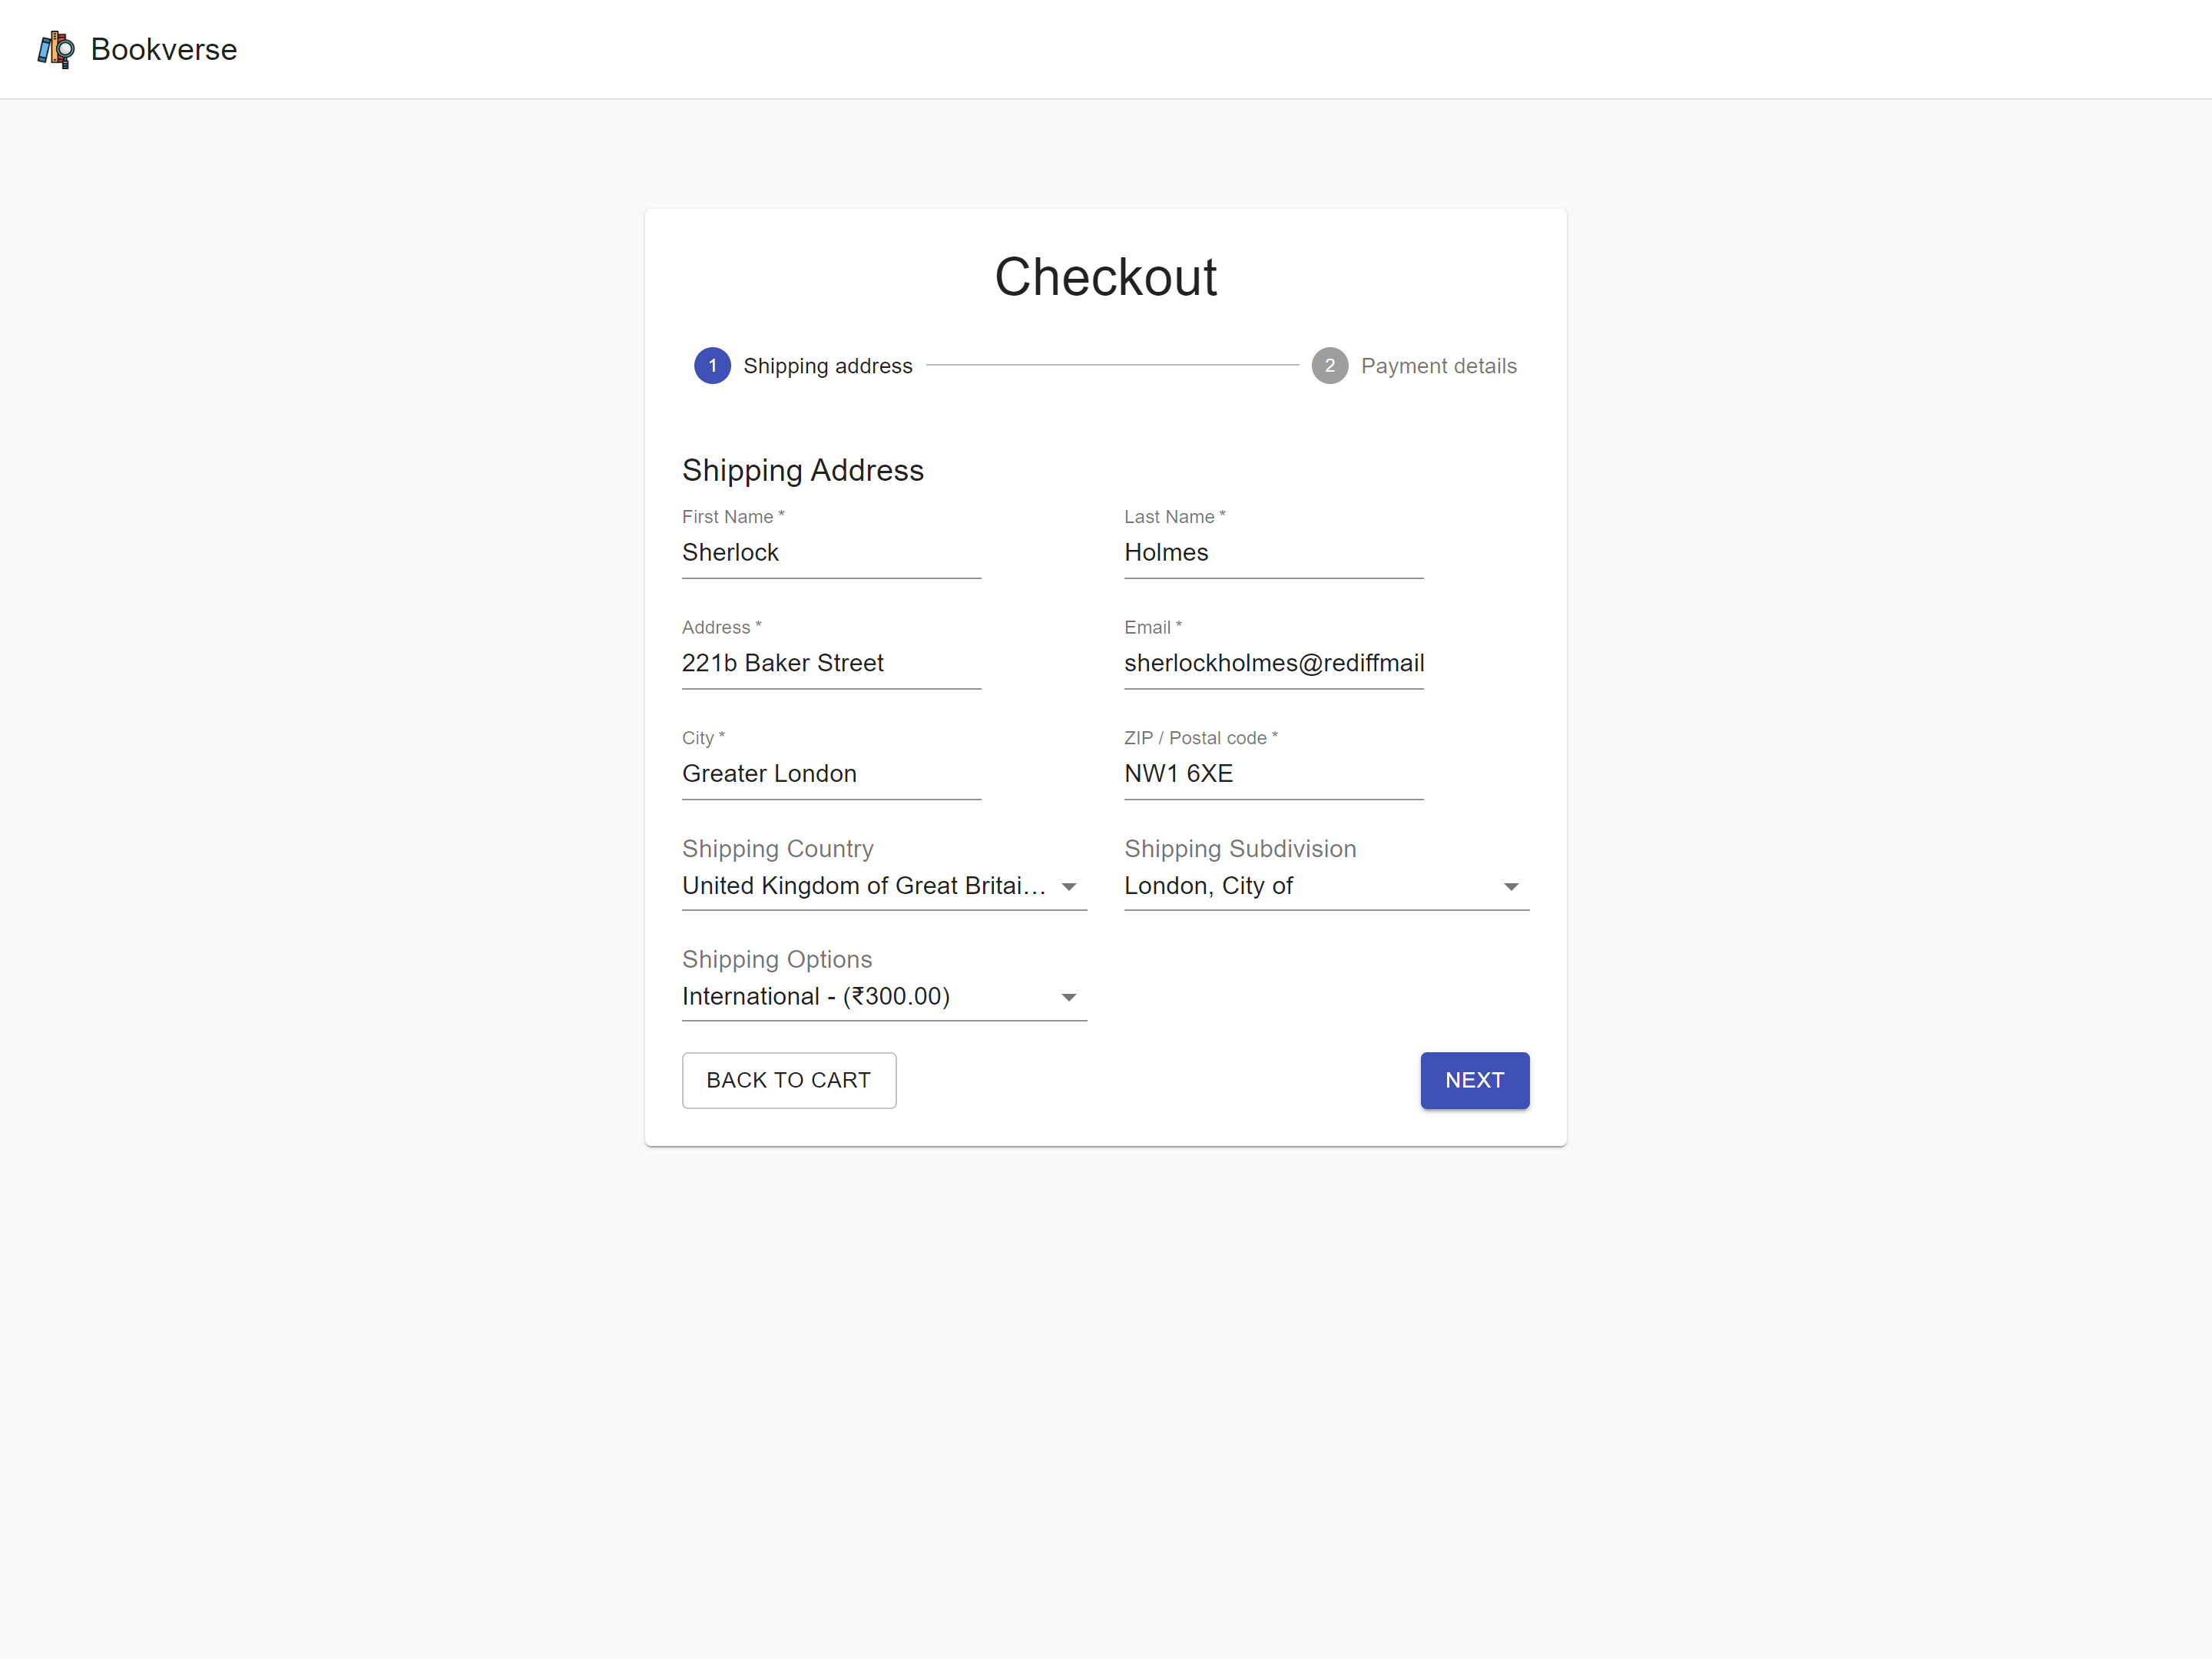 Bookverse
Checkout
1 Shipping address 2 Payment details
Shipping Address
First Name * Last Name *
Sherlock Holmes
Address * Email *
221b Baker Street sherlockholmes@rediffmail
City * ZIP / Postal code *
Greater London NW1 6XE
Shipping Country Shipping Subdivision
United Kingdom of Great Britai... London, City of
Shipping Options
International - (₹300.00)
BACK TO CART NEXT